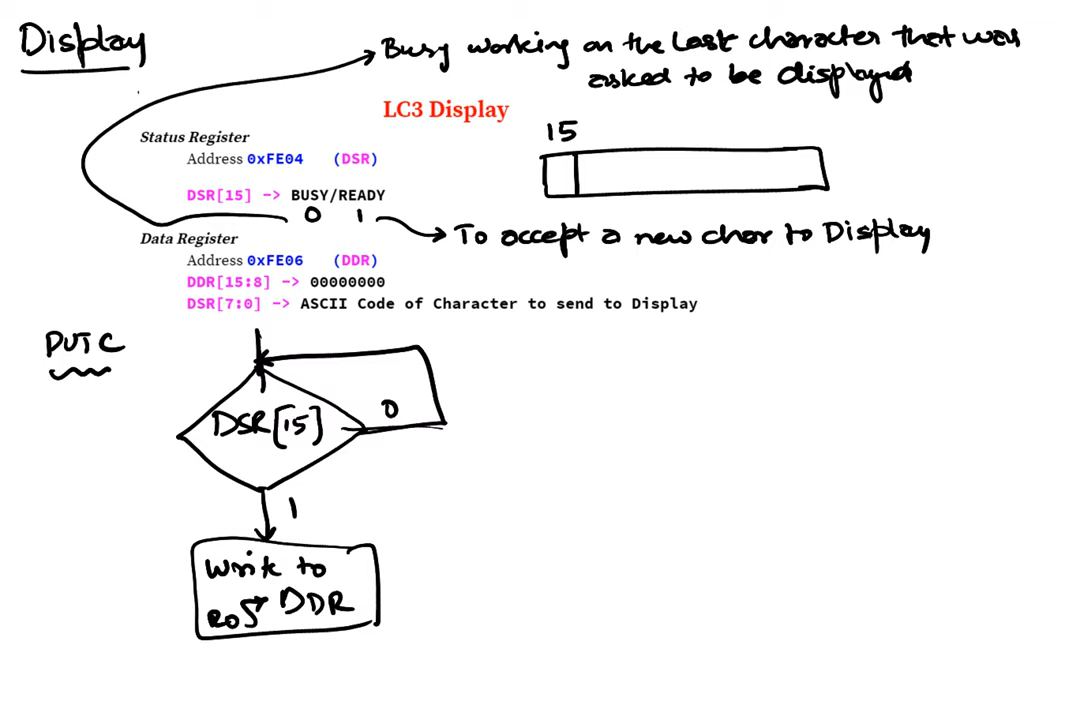 Display
Busy working on the last character that was
asked to be displayed
LC3 Display
Status Register
Address 0xFE04 (DSR)
15
DSR[15] -> BUSY/READY
0 1
To accept a new char to Display
Data Register
Address 0xFE06 (DDR)
DDR[15:8] -> 00000000
DSR[7:0] -> ASCII Code of Character to send to Display
PUTC
DSR[15]
0
1
Write to
R0 DDR